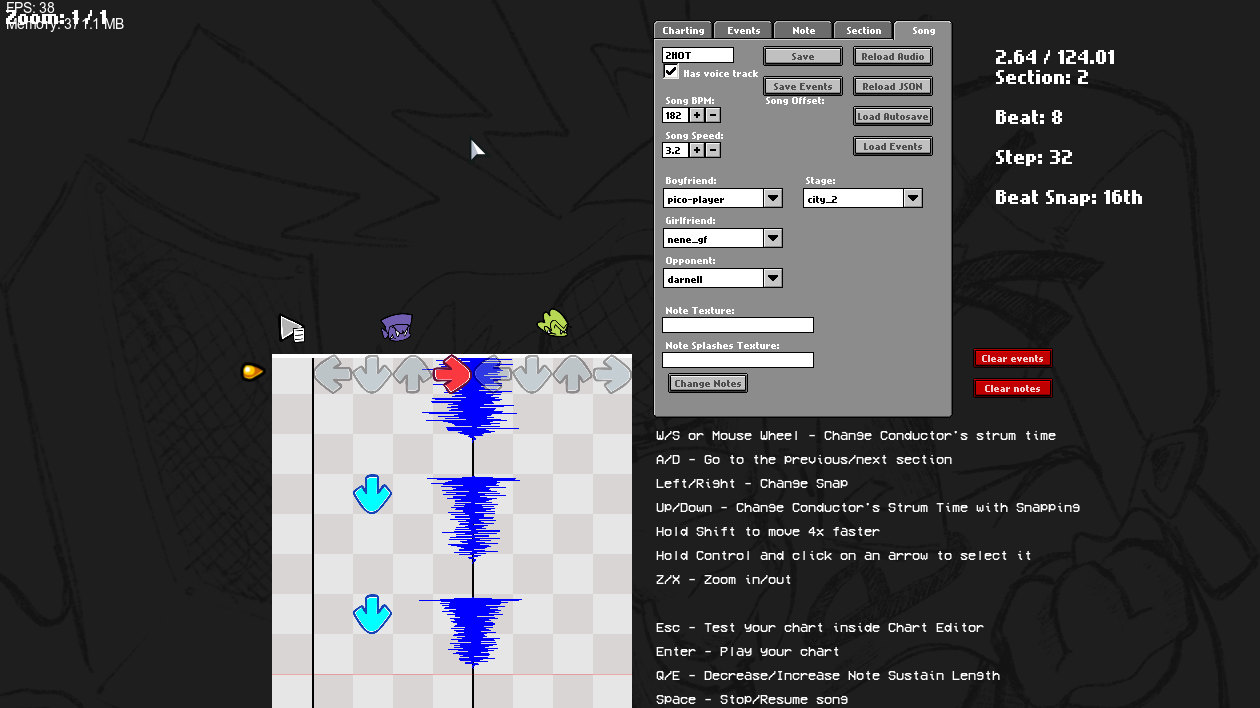 FPS: 38
Zoom: 1 / 1
Memory: 371.1 MB
Charting
Events
Note
Section
Song
2HOT
Save
Reload Audio
Has voice track
Save Events
Reload JSON
Song BPM:
Song Offset:
182 + -
Load Autosave
Song Speed:
3.2 + -
Load Events
Boyfriend:
Stage:
pico-player
city_2
Girlfriend:
nene_gf
Opponent:
darnell
Note Texture:
Note Splashes Texture:
Change Notes
2.64 / 124.01
Section: 2
Beat: 8
Step: 32
Beat Snap: 16th
Clear events
Clear notes
W/S or Mouse Wheel - Change Conductor's strum time
A/D - Go to the previous/next section
Left/Right - Change Snap
Up/Down - Change Conductor's Strum Time with Snapping
Hold Shift to move 4x faster
Hold Control and click on an arrow to select it
Z/X - Zoom in/out
Esc - Test your chart inside Chart Editor
Enter - Play your chart
Q/E - Decrease/Increase Note Sustain Length
Space - Stop/Resume song